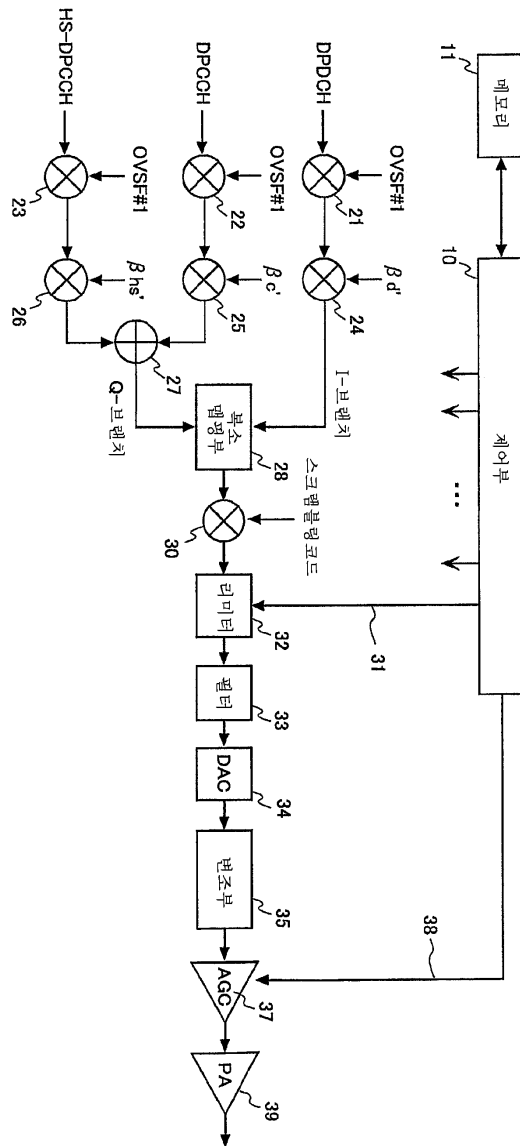 11
메모리
10
제어부
...
31
38
DPDCH
OVSF#1
21
βd'
24
I-브랜치
DPCCH
OVSF#1
22
βc'
25
HS-DPCCH
OVSF#1
23
βhs'
26
27
Q-브랜치
복소
맵핑부
28
스크램블링코드
30
리미터
32
필터
33
DAC
34
변조부
35
AGC
37
PA
39